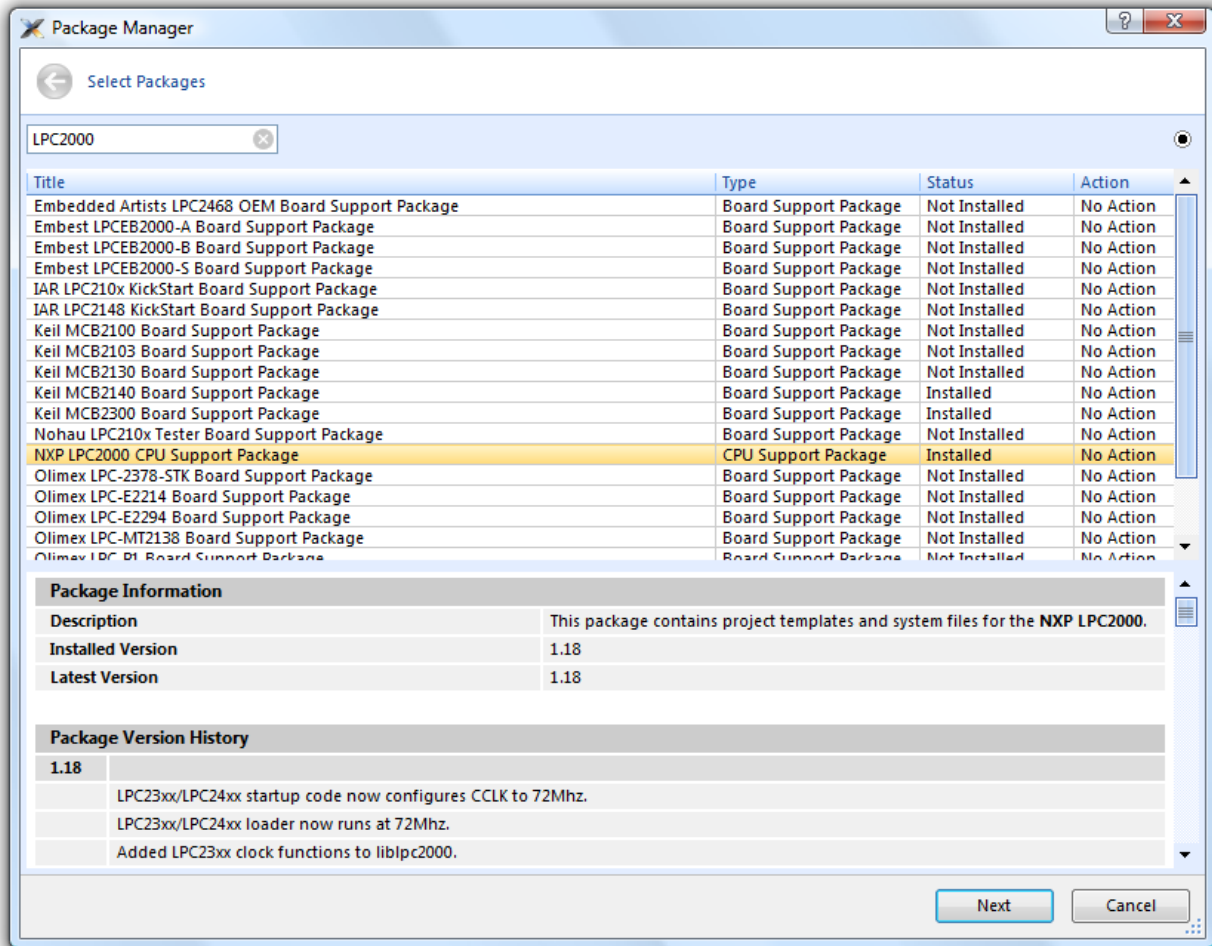 Package Manager
Select Packages
LPC2000
Title Type Status Action
Embedded Artists LPC2468 OEM Board Support Package Board Support Package Not Installed No Action
Embest LPCEB2000-A Board Support Package Board Support Package Not Installed No Action
Embest LPCEB2000-B Board Support Package Board Support Package Not Installed No Action
Embest LPCEB2000-S Board Support Package Board Support Package Not Installed No Action
IAR LPC210x KickStart Board Support Package Board Support Package Not Installed No Action
IAR LPC2148 KickStart Board Support Package Board Support Package Not Installed No Action
Keil MCB2100 Board Support Package Board Support Package Not Installed No Action
Keil MCB2103 Board Support Package Board Support Package Not Installed No Action
Keil MCB2130 Board Support Package Board Support Package Not Installed No Action
Keil MCB2140 Board Support Package Board Support Package Installed No Action
Keil MCB2300 Board Support Package Board Support Package Installed No Action
Nohau LPC210x Tester Board Support Package Board Support Package Not Installed No Action
NXP LPC2000 CPU Support Package CPU Support Package Installed No Action
Olimex LPC-2378-STK Board Support Package Board Support Package Not Installed No Action
Olimex LPC-E2214 Board Support Package Board Support Package Not Installed No Action
Olimex LPC-E2294 Board Support Package Board Support Package Not Installed No Action
Olimex LPC-MT2138 Board Support Package Board Support Package Not Installed No Action
Olimex LPC-P1 Board Support Package Board Support Package Not Installed No Action
Package Information
Description This package contains project templates and system files for the NXP LPC2000.
Installed Version 1.18
Latest Version 1.18
Package Version History
1.18
LPC23xx/LPC24xx startup code now configures CCLK to 72Mhz.
LPC23xx/LPC24xx loader now runs at 72Mhz.
Added LPC23xx clock functions to liblpc2000.
Next Cancel